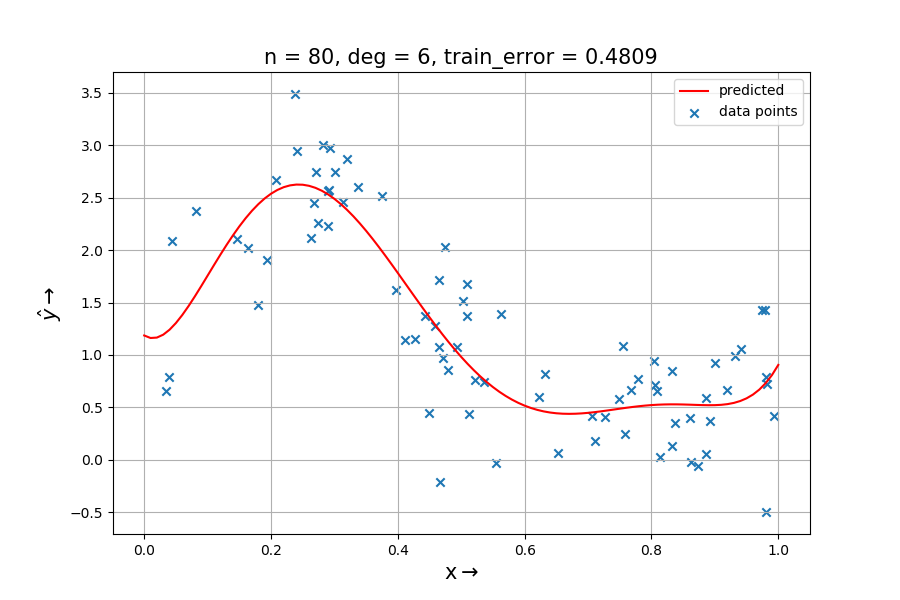 n = 80, deg = 6, train_error = 0.4809
predicted
data points
3.5
3.0
2.5
2.0
1.5
1.0
0.5
0.0
−0.5
ŷ→
0.0 0.2 0.4 0.6 0.8 1.0
x→